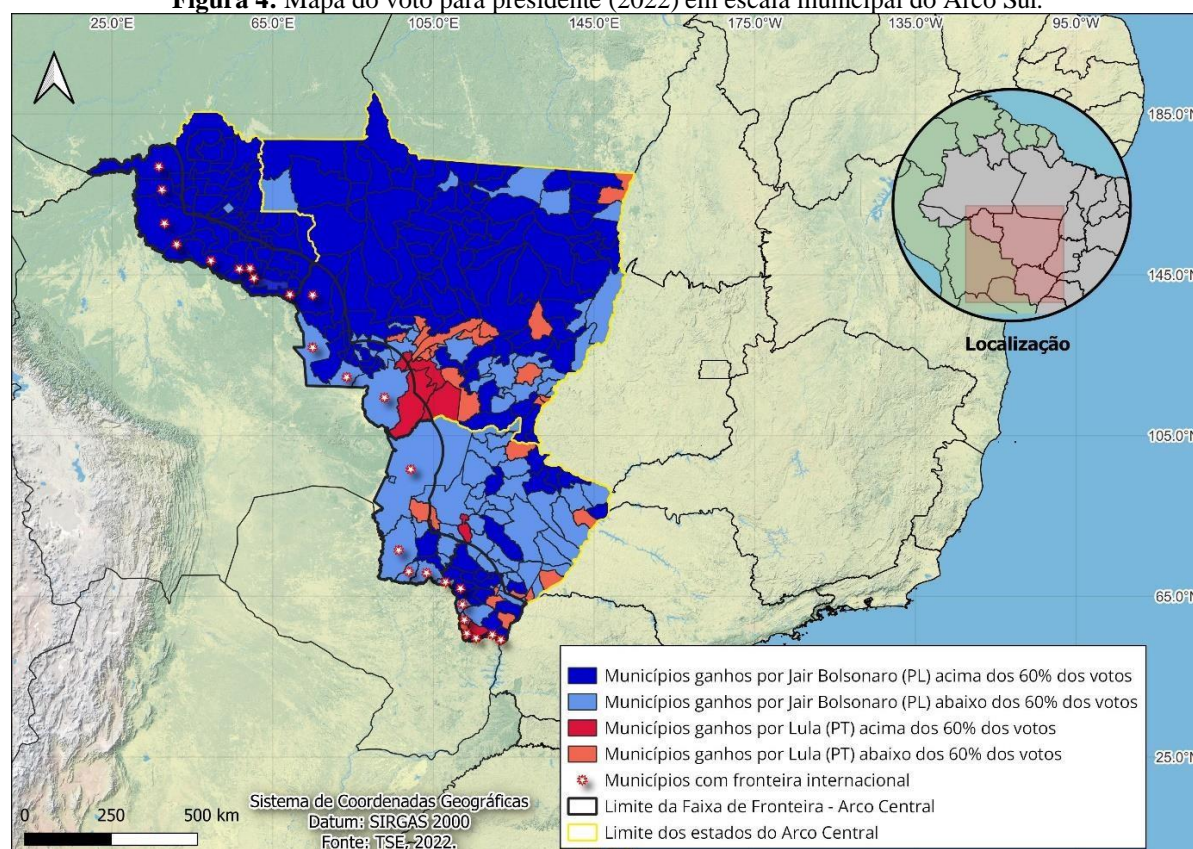 Figura 4: Mapa do voto para presidente (2022) em escala municipal do Arco Sul.
25.0°E 65.0°E 105.0°E 145.0°E 175.0°W 135.0°W 95.0°W
185.0°N
Localização
145.0°N
105.0°N
65.0°N
Municípios ganhos por Jair Bolsonaro (PL) acima dos 60% dos votos
Municípios ganhos por Jair Bolsonaro (PL) abaixo dos 60% dos votos
Municípios ganhos por Lula (PT) acima dos 60% dos votos
Municípios ganhos por Lula (PT) abaixo dos 60% dos votos
Municípios com fronteira internacional
Limite da Faixa de Fronteira - Arco Central
Limite dos estados do Arco Central
25.0°N
0 250 500 km
Sistema de Coordenadas Geográficas
Datum: SIRGAS 2000
Fonte: TSE, 2022.